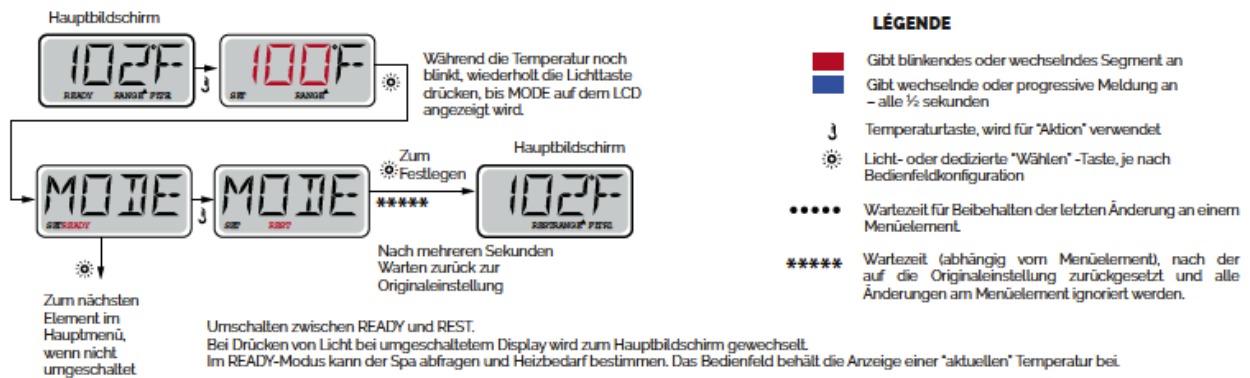 Hauptbildschirm
102°F
READY RANGE FLTR1
100°F
SET RANGE
Während die Temperatur noch
blinkt, wiederholt die Lichttaste
drücken, bis MODE auf dem LCD
angezeigt wird.
MODE
SET READY
MODE
SET REST
Zum
Festlegen
*****
Nach mehreren Sekunden
Warten zurück zur
Originaleinstellung
Hauptbildschirm
102°F
REST RANGE FLTR1
Zum nächsten
Element im
Hauptmenü,
wenn nicht
umgeschaltet
Umschalten zwischen READY und REST.
Bei Drücken von Licht bei umgeschaltetem Display wird zum Hauptbildschirm gewechselt.
Im READY-Modus kann der Spa abfragen und Heizbedarf bestimmen. Das Bedienfeld behält die Anzeige einer "aktuellen" Temperatur bei.
LÉGENDE
Gibt blinkendes oder wechselndes Segment an
Gibt wechselnde oder progressive Meldung an
– alle ½ sekunden
Temperaturtaste, wird für "Aktion" verwendet
Licht- oder dedizierte "Wählen" -Taste, je nach
Bedienfeldkonfiguration
•••••
Wartezeit für Beibehalten der letzten Änderung an einem
Menüelement.
*****
Wartezeit (abhängig vom Menüelement), nach der
auf die Originaleinstellung zurückgesetzt und alle
Änderungen am Menüelement ignoriert werden.